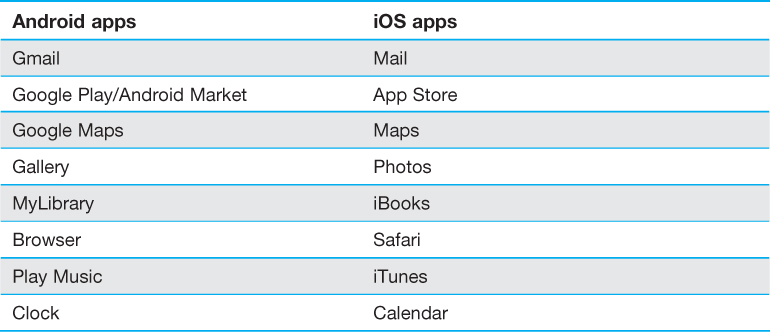 Android apps iOS apps
Gmail Mail
Google Play/Android Market App Store
Google Maps Maps
Gallery Photos
MyLibrary iBooks
Browser Safari
Play Music iTunes
Clock Calendar